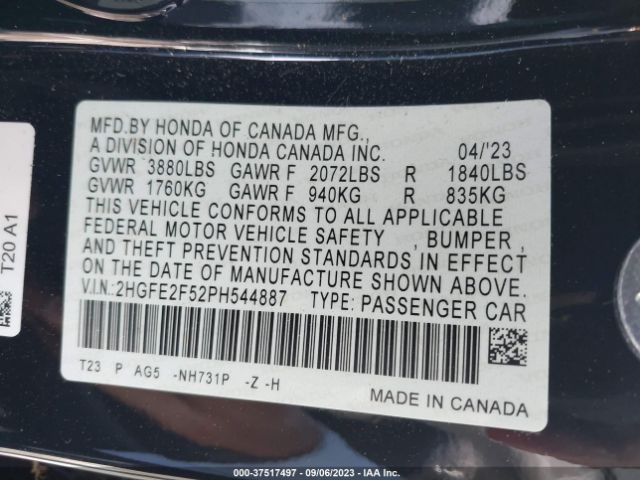 MFD.BY HONDA OF CANADA MFG.,
A DIVISION OF HONDA CANADA INC. 04/'23
GVWR 3880LBS GAWR F 2072LBS R 1840LBS
GVWR 1760KG GAWR F 940KG R 835KG
THIS VEHICLE CONFORMS TO ALL APPLICABLE
FEDERAL MOTOR VEHICLE SAFETY , BUMPER ,
AND THEFT PREVENTION STANDARDS IN EFFECT
ON THE DATE OF MANUFACTURE SHOWN ABOVE.
V.I.N:2HGFE2F52PH544887 TYPE: PASSENGER CAR
T23 P AG5 -NH731P -Z -H
MADE IN CANADA
T20 A1
000-37517497 - 09/06/2023 - IAA Inc.